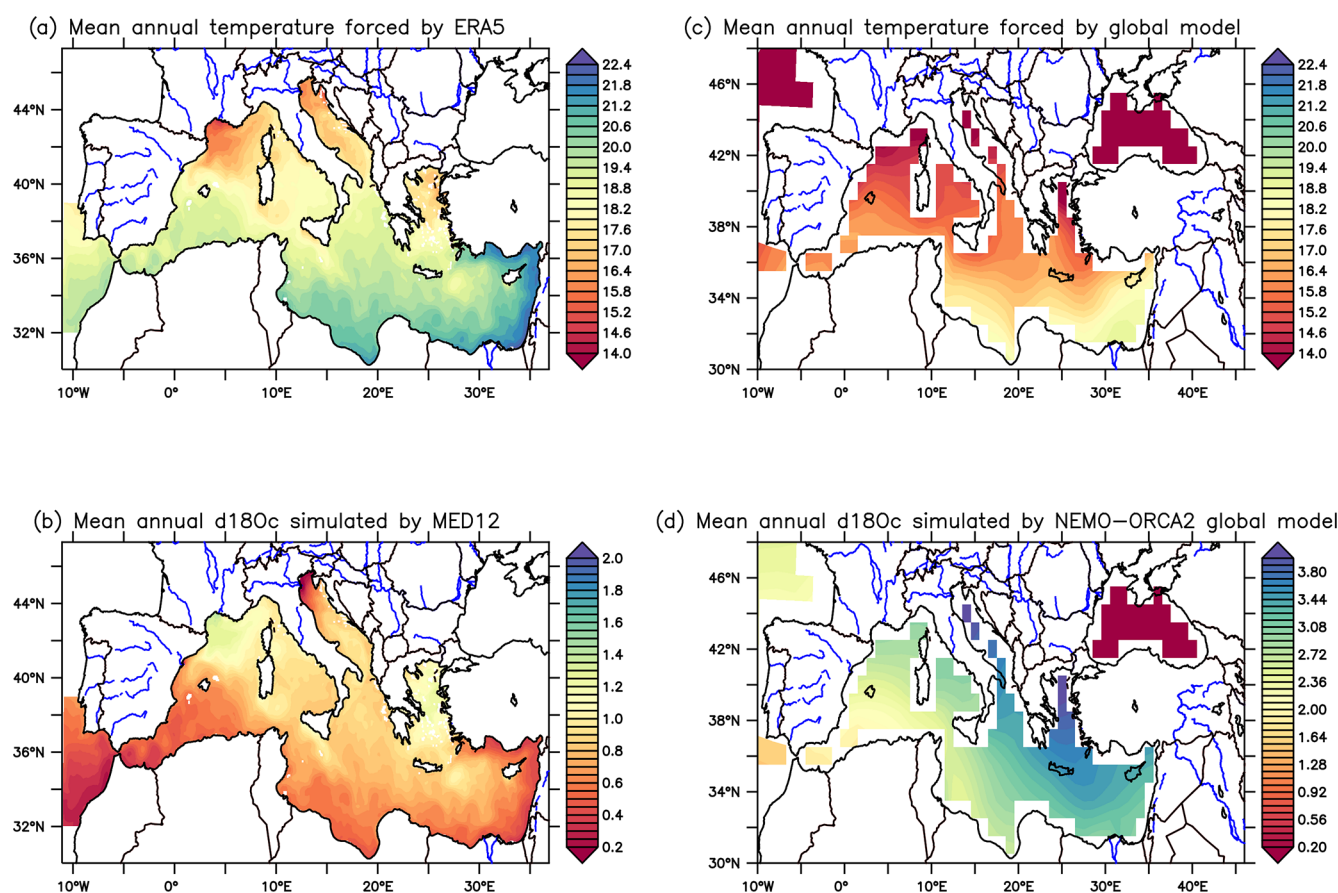 (a) Mean annual temperature forced by ERA5
44°N
40°N
36°N
32°N
10°W 0° 10°E 20°E 30°E
22.4
21.8
21.2
20.6
20.0
19.4
18.8
18.2
17.6
17.0
16.4
15.8
15.2
14.6
14.0
(c) Mean annual temperature forced by global model
46°N
42°N
38°N
34°N
30°N
10°W 0° 10°E 20°E 30°E 40°E
22.4
21.8
21.2
20.6
20.0
19.4
18.8
18.2
17.6
17.0
16.4
15.8
15.2
14.6
14.0
(b) Mean annual d18Oc simulated by MED12
44°N
40°N
36°N
32°N
10°W 0° 10°E 20°E 30°E
2.0
1.8
1.6
1.4
1.2
1.0
0.8
0.6
0.4
0.2
(d) Mean annual d18Oc simulated by NEMO−ORCA2 global model
46°N
42°N
38°N
34°N
30°N
10°W 0° 10°E 20°E 30°E 40°E
3.80
3.44
3.08
2.72
2.36
2.00
1.64
1.28
0.92
0.56
0.20